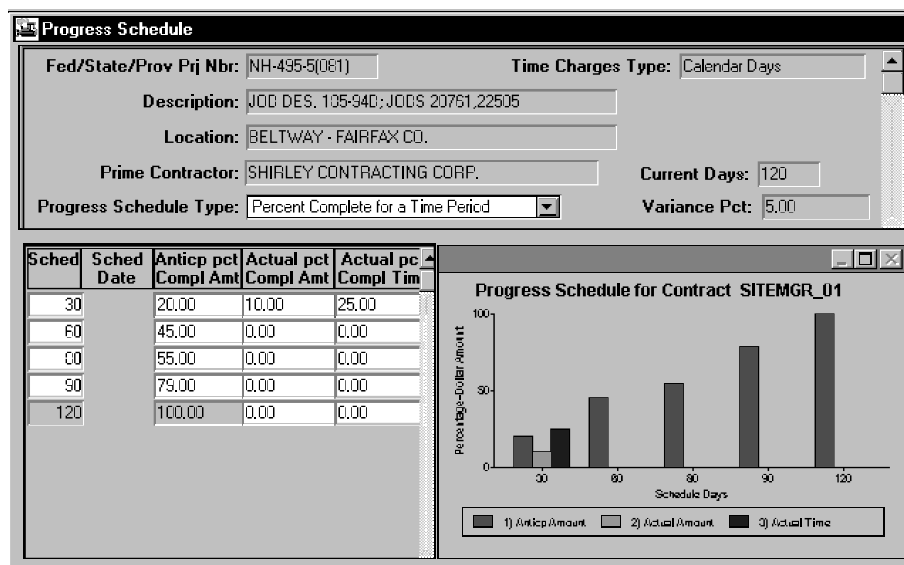 Progress Schedule
Fed/State/Prov Prj Nbr: NH-495-5(081) Time Charges Type: Calendar Days
Description: JOB DES. 105-94B; JOBS 20761,22505
Location: BELTWAY - FAIRFAX CO.
Prime Contractor: SHIRLEY CONTRACTING CORP. Current Days: 120
Progress Schedule Type: Percent Complete for a Time Period Variance Pct: 5.00
Sched Sched Anticp pct Actual pct Actual pc
Date Compl Amt Compl Amt Compl Tim
30 20.00 10.00 25.00
60 45.00 0.00 0.00
80 55.00 0.00 0.00
90 79.00 0.00 0.00
120 100.00 0.00 0.00
Progress Schedule for Contract SITEMGR_01
Percentage-Dollar Amount
100
50
0
30 60 80 90 120
Schedule Days
1) Anticp Amount 2) Actual Amount 3) Actual Time